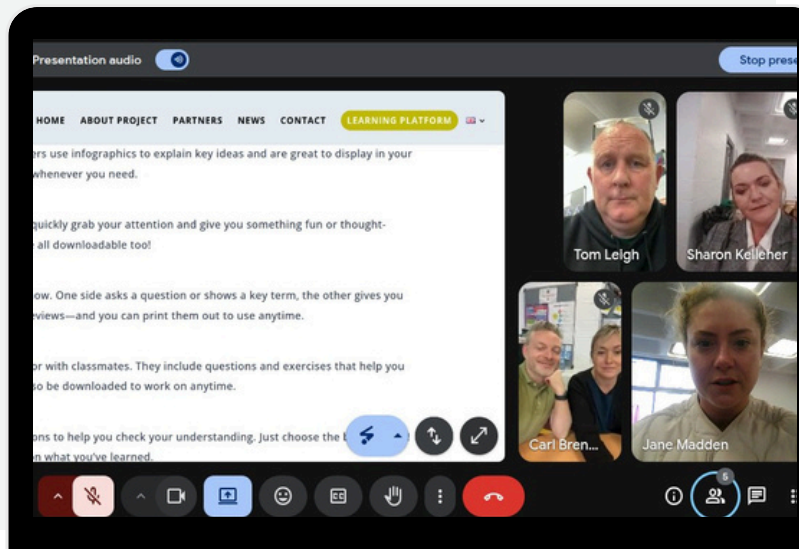 Presentation audio
Stop prese
HOME ABOUT PROJECT PARTNERS NEWS CONTACT LEARNING PLATFORM
ers use infographics to explain key ideas and are great to display in your
whenever you need.
quickly grab your attention and give you something fun or thought-
all downloadable too!
ow. One side asks a question or shows a key term, the other gives you
eviews—and you can print them out to use anytime.
or with classmates. They include questions and exercises that help you
so be downloaded to work on anytime.
ons to help you check your understanding. Just choose the
n what you've learned.
Tom Leigh
Sharon Kelleher
Carl Bren...
Jane Madden
CC
5